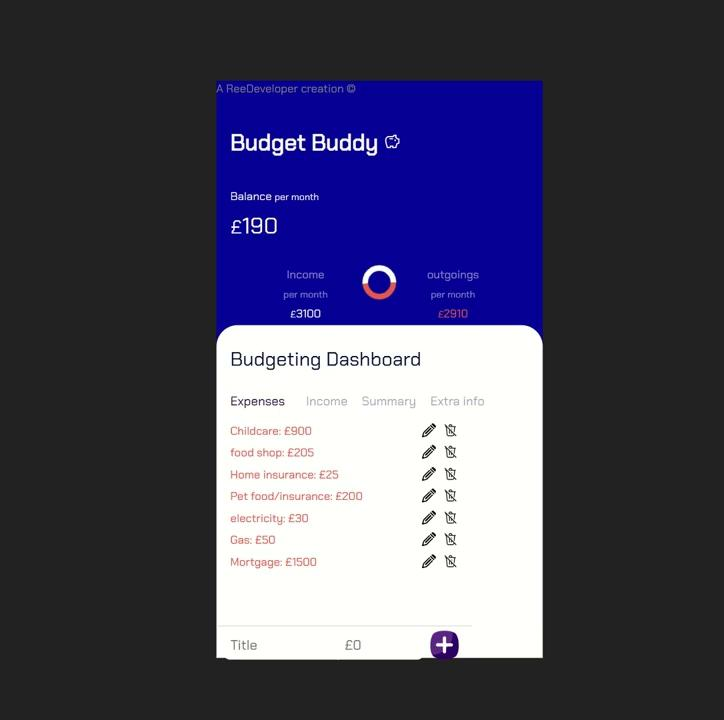 A ReeDeveloper creation ©
Budget Buddy
Balance per month
£190
Income outgoings
per month per month
£3100 £2910
Budgeting Dashboard
Expenses Income Summary Extra info
Childcare: £900
food shop: £205
Home insurance: £25
Pet food/insurance: £200
electricity: £30
Gas: £50
Mortgage: £1500
Title £0